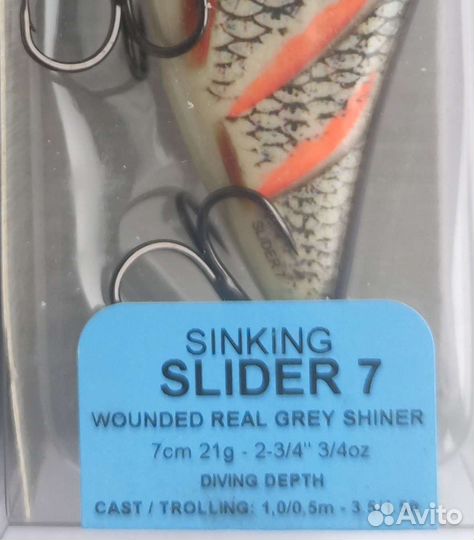 SLIDER 7
SINKING
SLIDER 7
WOUNDED REAL GREY SHINER
7cm 21g - 2-3/4" 3/4oz
DIVING DEPTH
CAST / TROLLING: 1,0/0,5m -
Avito